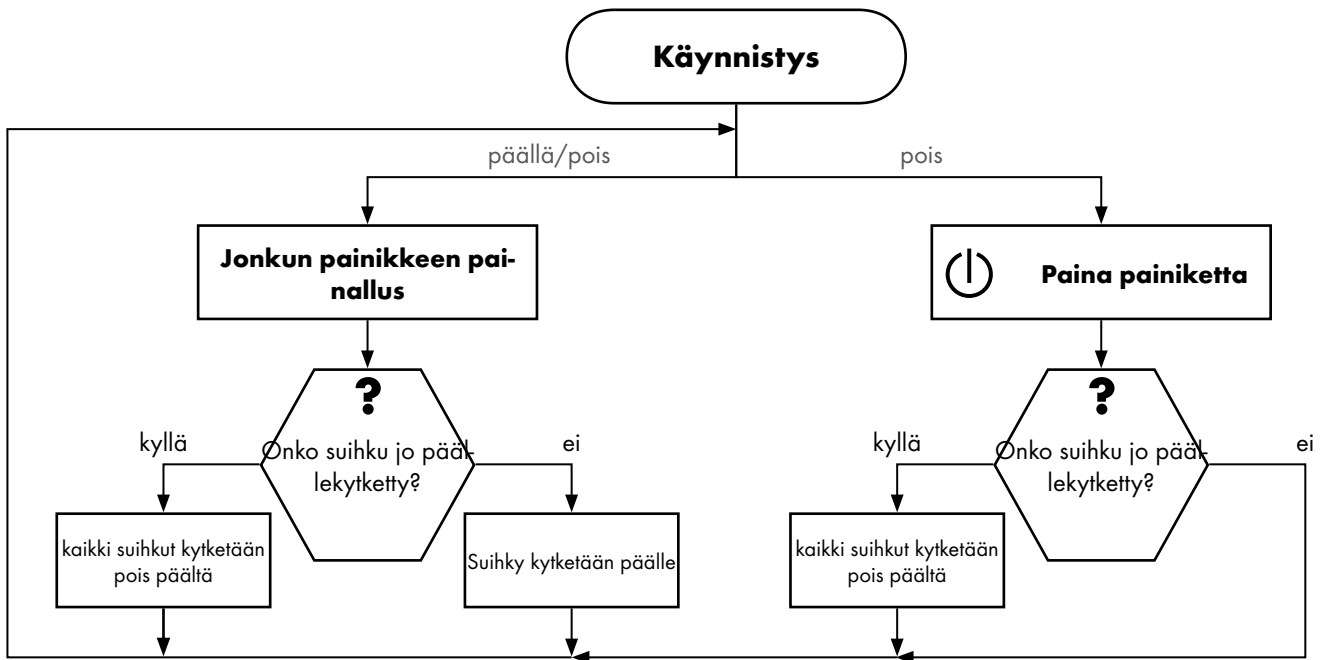 Käynnistys
päällä/pois
pois
Jonkun painikkeen pai-
nallus
Paina painiketta
?
Onko suihku jo pääl-
lekytketty?
kyllä
ei
kaikki suihkut kytketään
pois päältä
Suihky kytketään päälle
?
Onko suihku jo pääl-
lekytketty?
kyllä
ei
kaikki suihkut kytketään
pois päältä